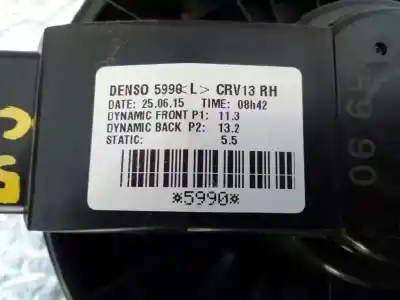 DENSO 5990<L> CRV13 RH
DATE: 25.06.15 TIME: 08h42
DYNAMIC FRONT P1: 11.3
DYNAMIC BACK P2: 13.2
STATIC: 5.5
*5990*